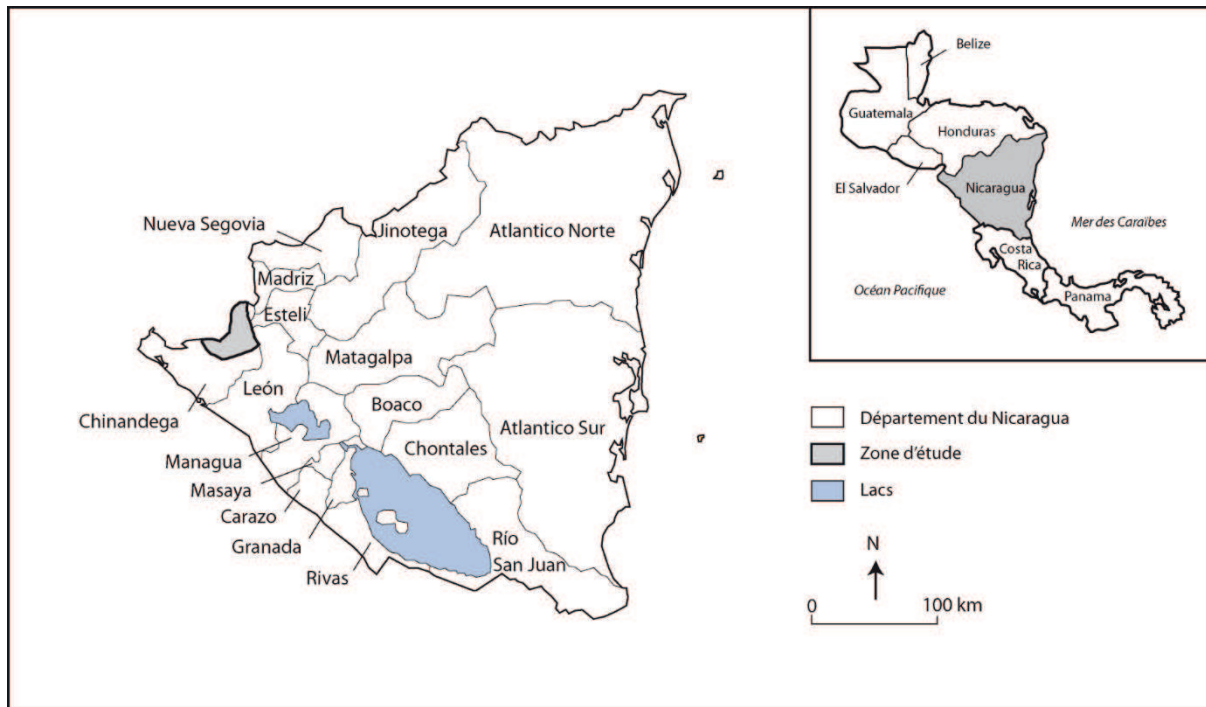 Nueva Segovia
Jinotega
Atlantico Norte
Madriz
Esteli
Matagalpa
León
Chinandega
Boaco
Atlantico Sur
Chontales
Managua
Masaya
Carazo
Granada
Rivas
Río
San Juan
Belize
Guatemala
Honduras
El Salvador
Nicaragua
Mer des Caraïbes
Costa
Rica
Océan Pacifique
Panama
Département du Nicaragua
Zone d'étude
Lacs
N
0
100 km